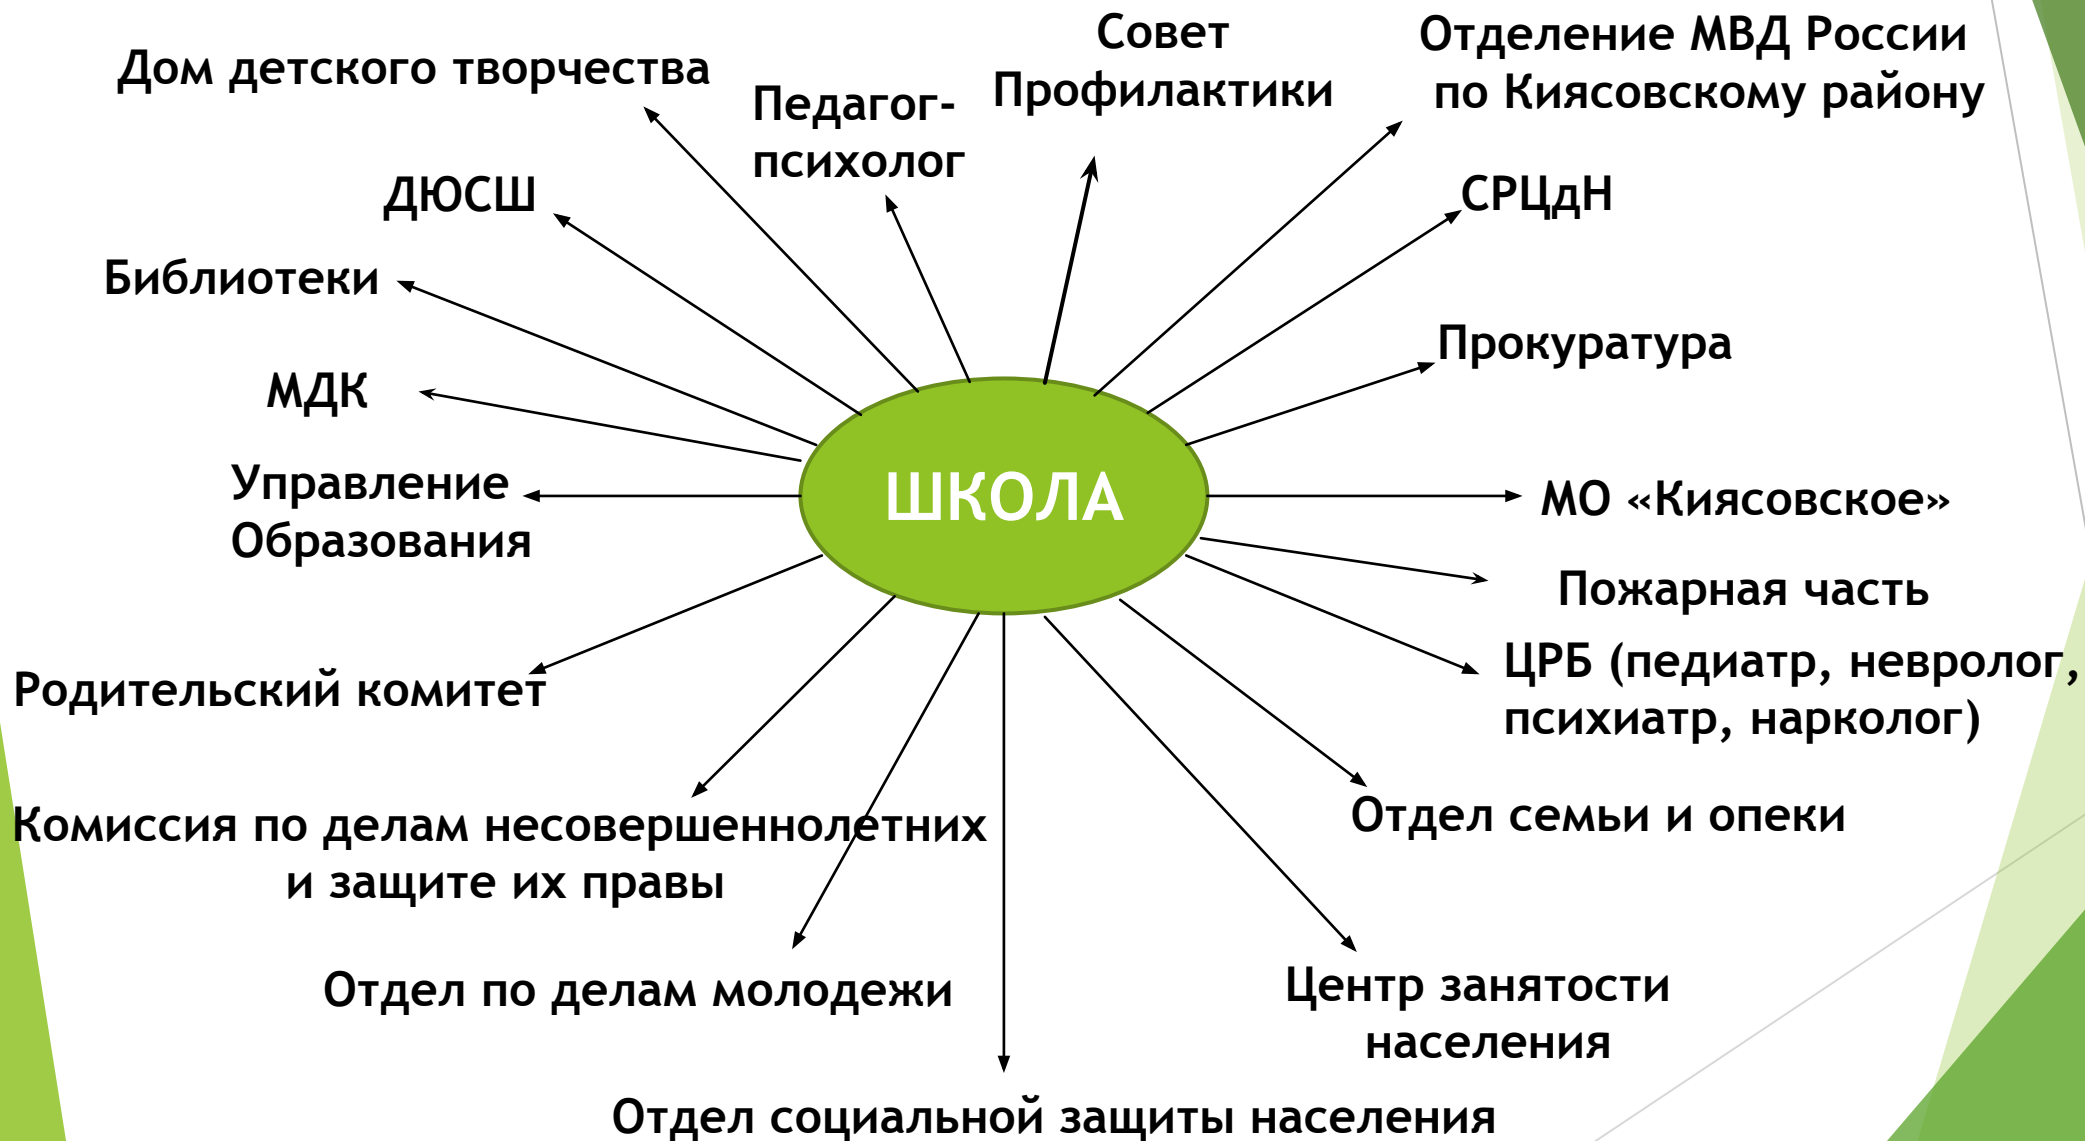 Совет
Профилактики
Отделение МВД России
по Киясовскому району
Дом детского творчества
Педагог-
психолог
ДЮСШ
СРЦдН
Библиотеки
Прокуратура
МДК
Управление
Образования
ШКОЛА
МО «Киясовское»
Пожарная часть
ЦРБ (педиатр, невролог,
психиатр, нарколог)
Родительский комитет
Комиссия по делам несовершеннолетних
и защите их правы
Отдел семьи и опеки
Отдел по делам молодежи
Центр занятости
населения
Отдел социальной защиты населения